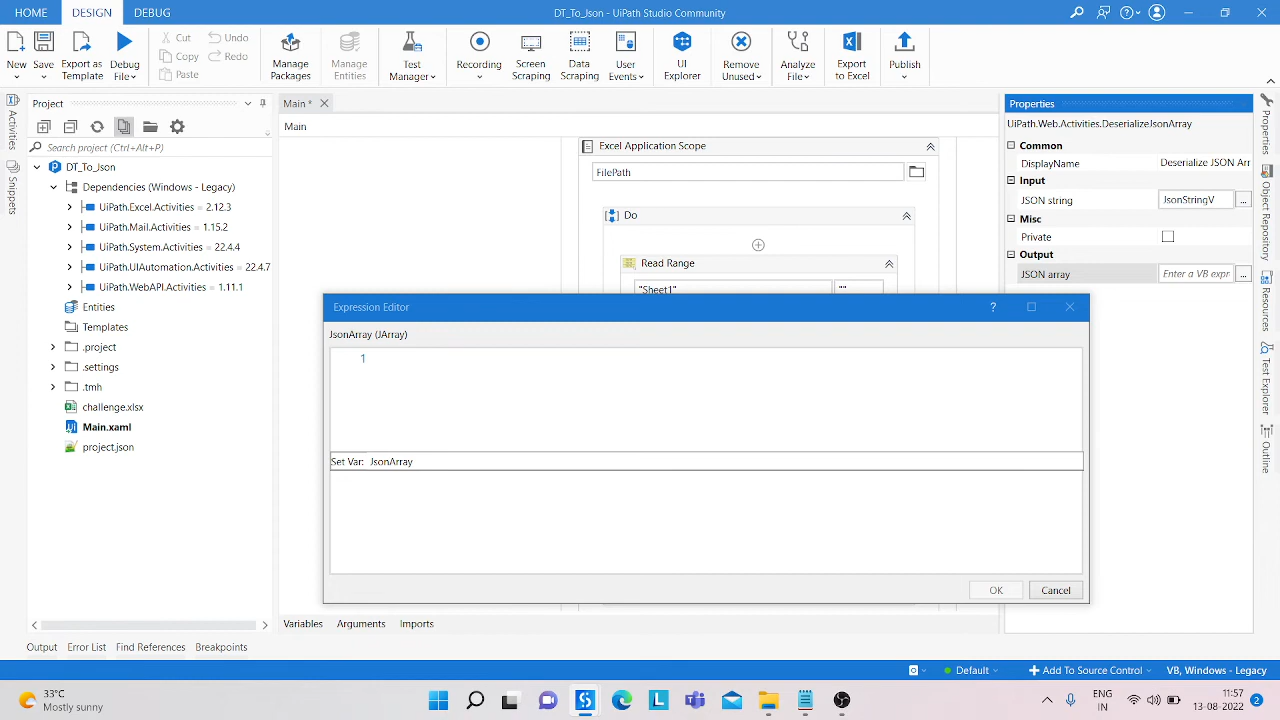 HOME
DESIGN
DEBUG
DT_To_Json - UiPath Studio Community
New
Save
Export as
Template
Debug
File
Cut
Copy
Paste
Undo
Redo
Manage
Packages
Manage
Entities
Test
Manager
Recording
Screen
Scraping
Data
Scraping
User
Events
UI
Explorer
Remove
Unused
Analyze
File
Export
to Excel
Publish
Activities
Snippets
Project
Search project (Ctrl+Alt+P)
DT_To_Json
Dependencies (Windows - Legacy)
UiPath.Excel.Activities = 2.12.3
UiPath.Mail.Activities = 1.15.2
UiPath.System.Activities = 22.4.4
UiPath.UIAutomation.Activities = 22.4.7
UiPath.WebAPI.Activities = 1.11.1
Entities
Templates
.project
.settings
.tmh
challenge.xlsx
Main.xaml
project.json
Main *
Main
Excel Application Scope
FilePath
Do
Read Range
"Sheet1"
""
Expression Editor
?
JsonArray (JArray)
1
Set Var: JsonArray
OK
Cancel
Variables
Arguments
Imports
Properties
UiPath.Web.Activities.DeserializeJsonArray
Common
DisplayName
Deserialize JSON Arr
Input
JSON string
JsonStringV
...
Misc
Private
Output
JSON array
Enter a VB expr
...
Properties
Object Repository
Resources
Test Explorer
Outline
Output
Error List
Find References
Breakpoints
Default
Add To Source Control
VB, Windows - Legacy
33°C
Mostly sunny
ENG
IN
11:57
13-08-2022
2